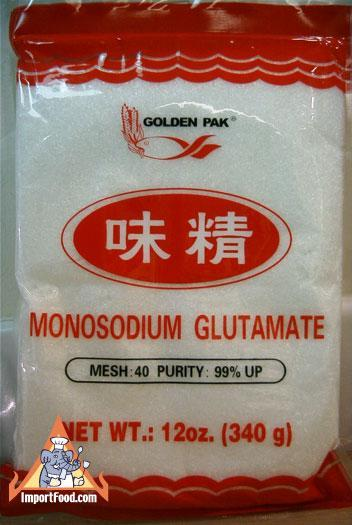 GOLDEN PAK®
味精
MONOSODIUM GLUTAMATE
MESH:40 PURITY: 99% UP
NET WT.: 12oz. (340 g)
ImportFood.com